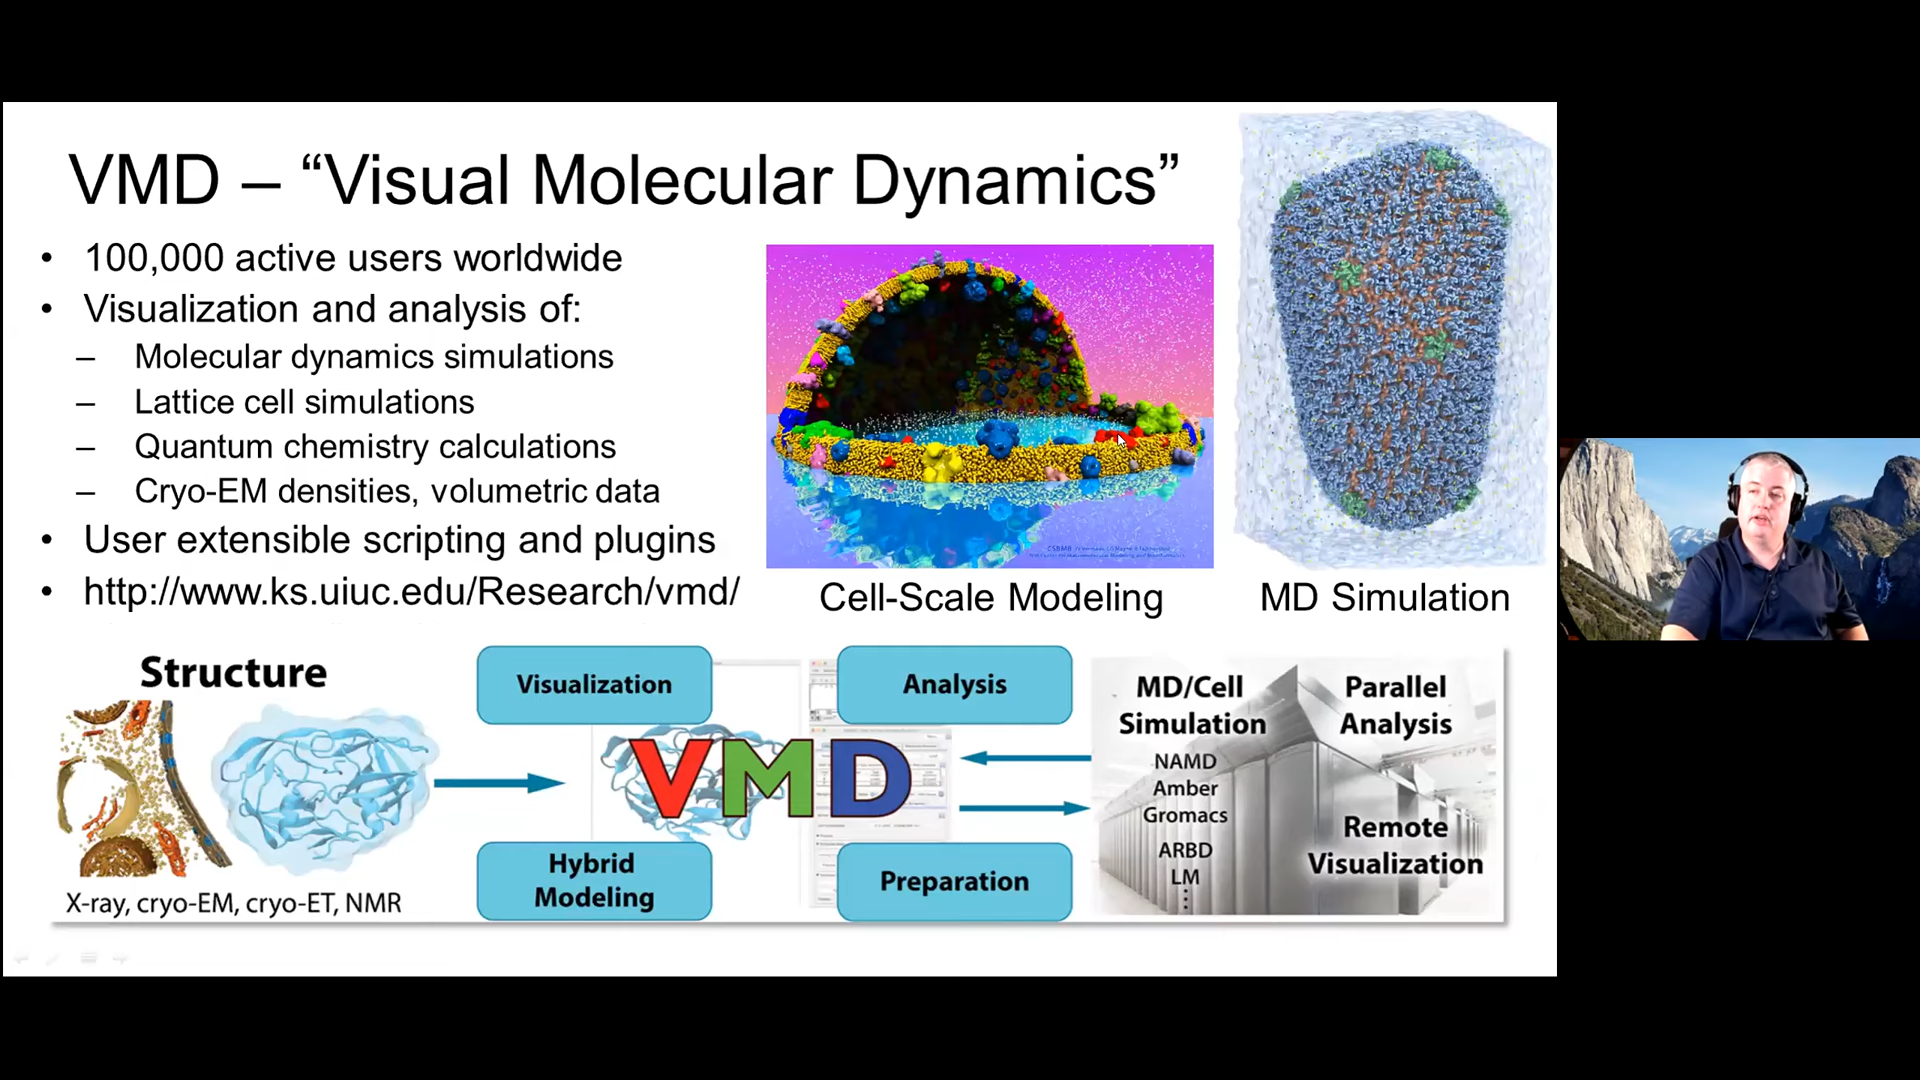 VMD – “Visual Molecular Dynamics”
• 100,000 active users worldwide
• Visualization and analysis of:
– Molecular dynamics simulations
– Lattice cell simulations
– Quantum chemistry calculations
– Cryo-EM densities, volumetric data
• User extensible scripting and plugins
• http://www.ks.uiuc.edu/Research/vmd/
Cell-Scale Modeling
MD Simulation
Structure
X-ray, cryo-EM, cryo-ET, NMR
Visualization
Analysis
VMD
Hybrid
Modeling
Preparation
MD/Cell
Simulation
NAMD
Amber
Gromacs
ARBD
LM
Parallel
Analysis
Remote
Visualization